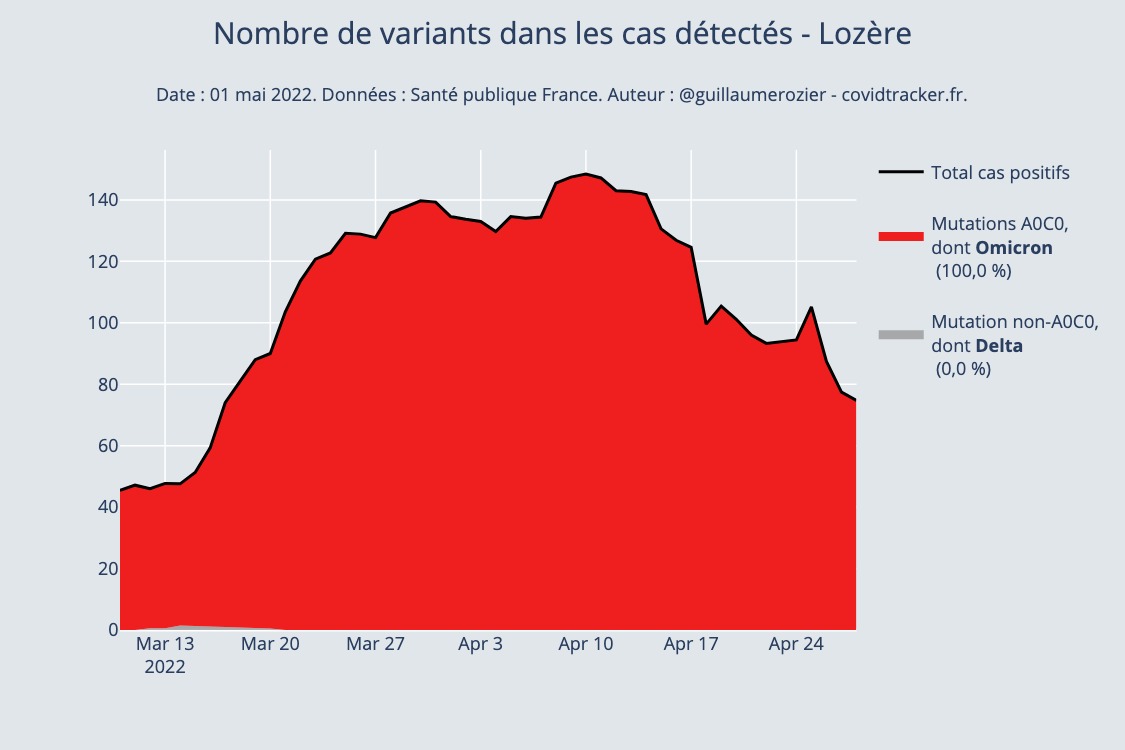 Nombre de variants dans les cas détectés - Lozère
Date : 01 mai 2022. Données : Santé publique France. Auteur : @guillaumerozier - covidtracker.fr.
Total cas positifs
Mutations A0C0,
dont Omicron
(100,0 %)
Mutation non-A0C0,
dont Delta
(0,0 %)
140
120
100
80
60
40
20
0
Mar 13 Mar 20 Mar 27 Apr 3 Apr 10 Apr 17 Apr 24
2022